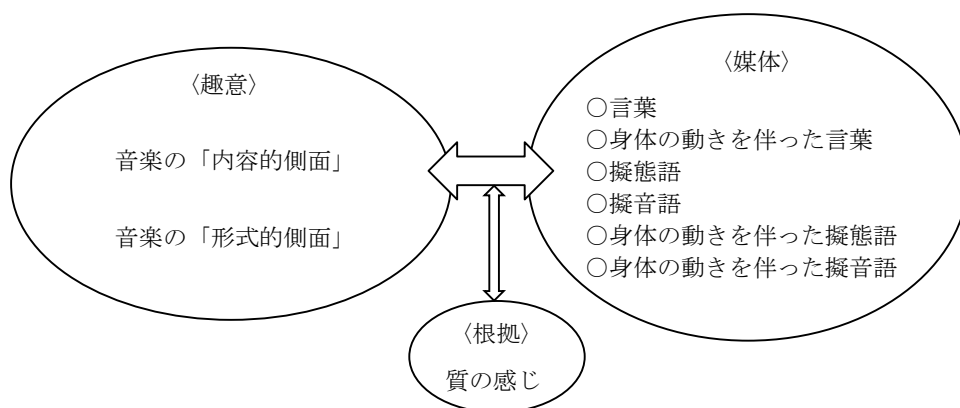 〈趣意〉
音楽の「内容的側面」
音楽の「形式的側面」
〈媒体〉
○言葉
○身体の動きを伴った言葉
○擬態語
○擬音語
○身体の動きを伴った擬態語
○身体の動きを伴った擬音語
〈根拠〉
質の感じ